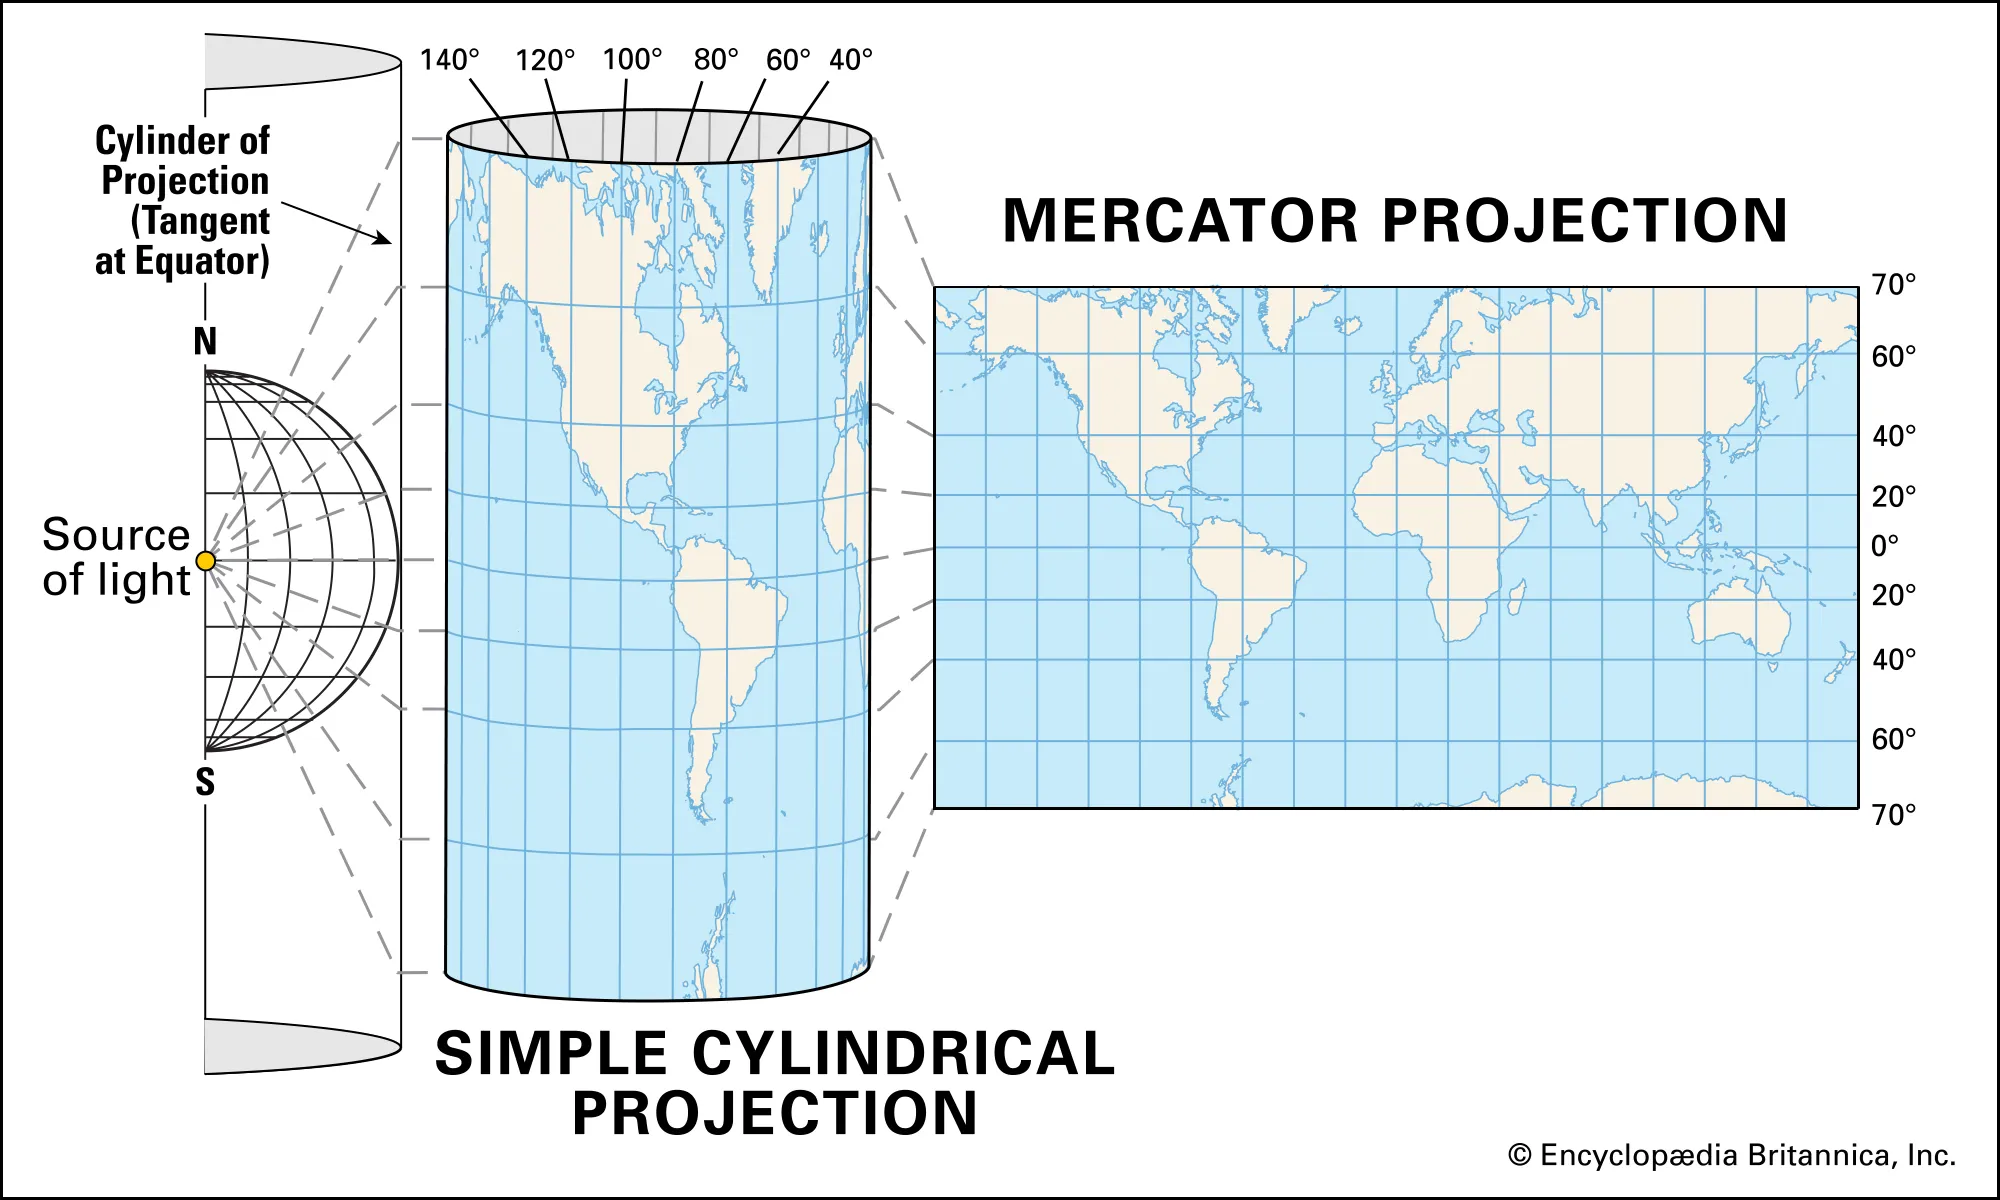 140° 120° 100° 80° 60° 40°
Cylinder of
Projection
(Tangent
at Equator)
N
Source
of light
S
SIMPLE CYLINDRICAL
PROJECTION
MERCATOR PROJECTION
70°
60°
40°
20°
0°
20°
40°
60°
70°
© Encyclopædia Britannica, Inc.